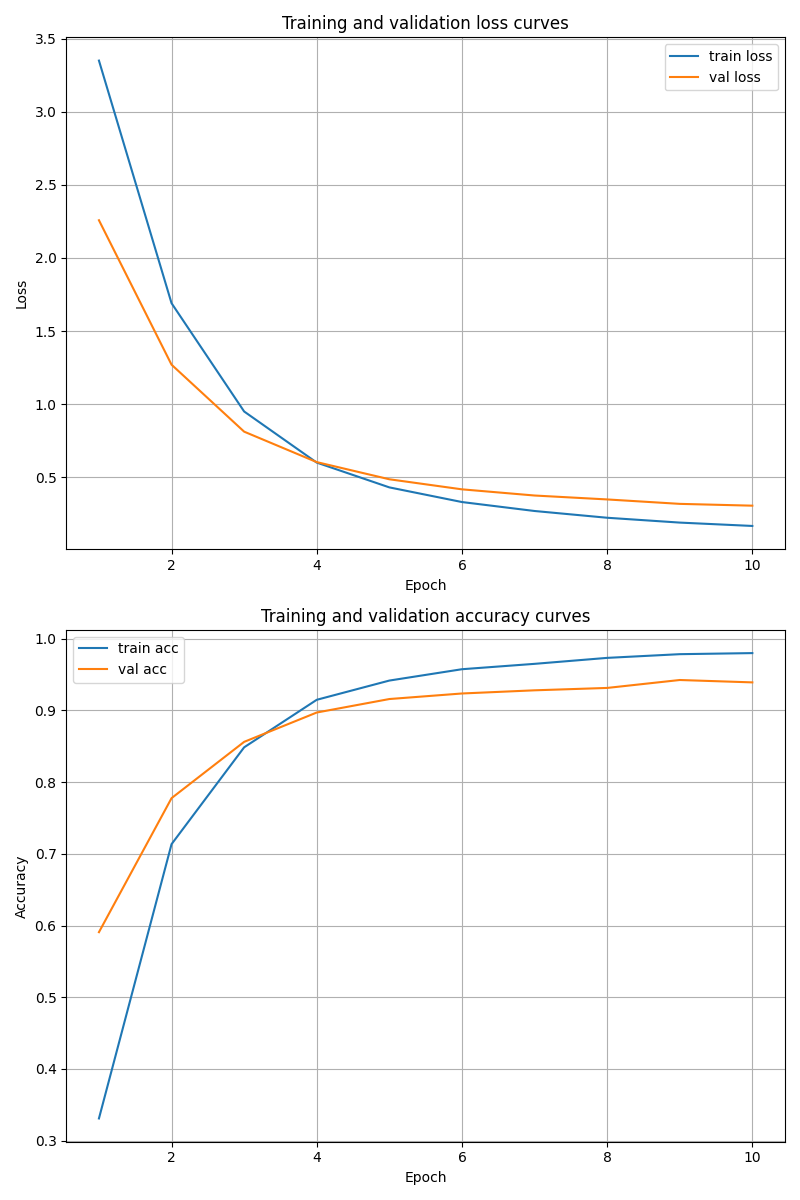 Training and validation loss curves
3.5
3.0
2.5
2.0
1.5
1.0
0.5
Loss
train loss
val loss
2 4 6 8 10
Epoch
Training and validation accuracy curves
1.0
0.9
0.8
0.7
0.6
0.5
0.4
0.3
Accuracy
train acc
val acc
2 4 6 8 10
Epoch